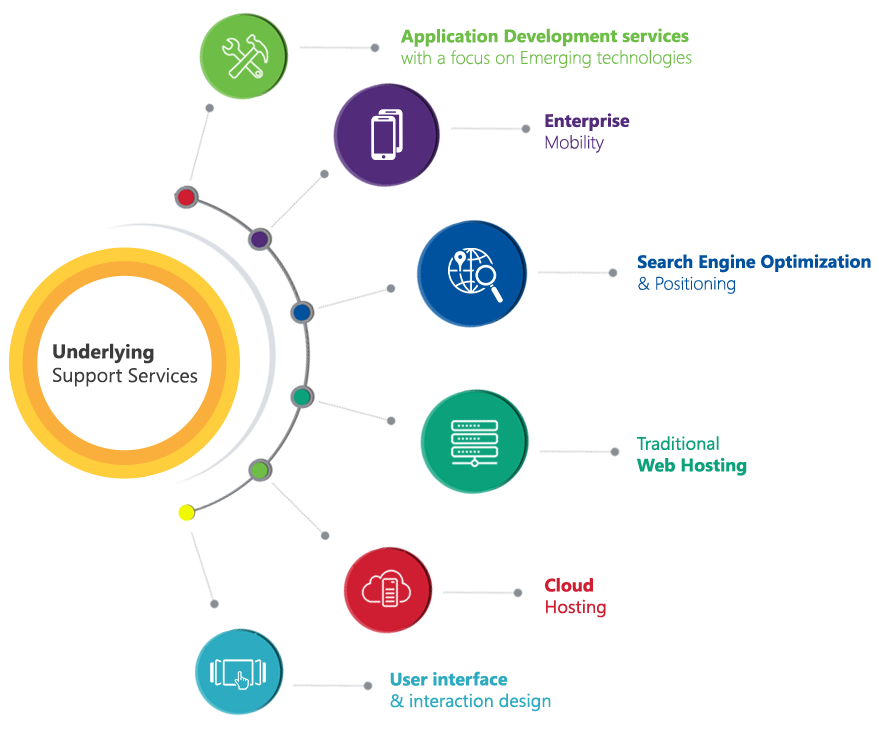 Application Development services
with a focus on Emerging technologies
Enterprise
Mobility
Search Engine Optimization
& Positioning
Underlying
Support Services
Traditional
Web Hosting
Cloud
Hosting
User interface
& interaction design